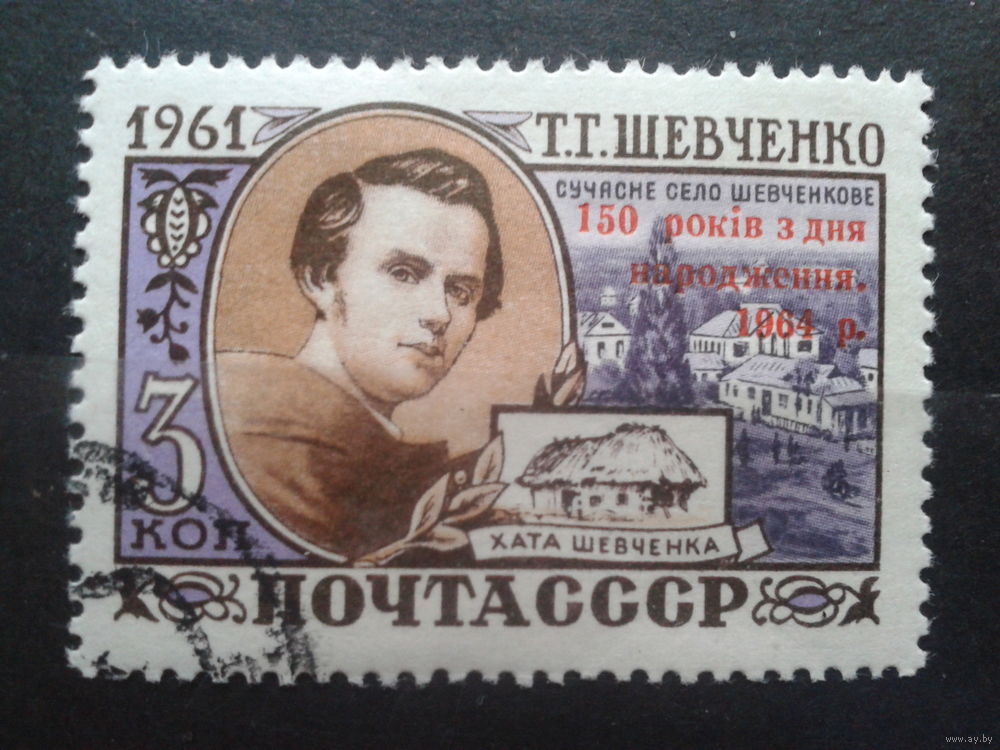 1961 Т.Г.ШЕВЧЕНКО
СУЧАСНЕ СЕЛО ШЕВЧЕНКОВЕ
150 років з дня
народження.
1964 р.
3
КОП
ХАТА ШЕВЧЕНКА
ПОЧТА СССР
www.ay.by